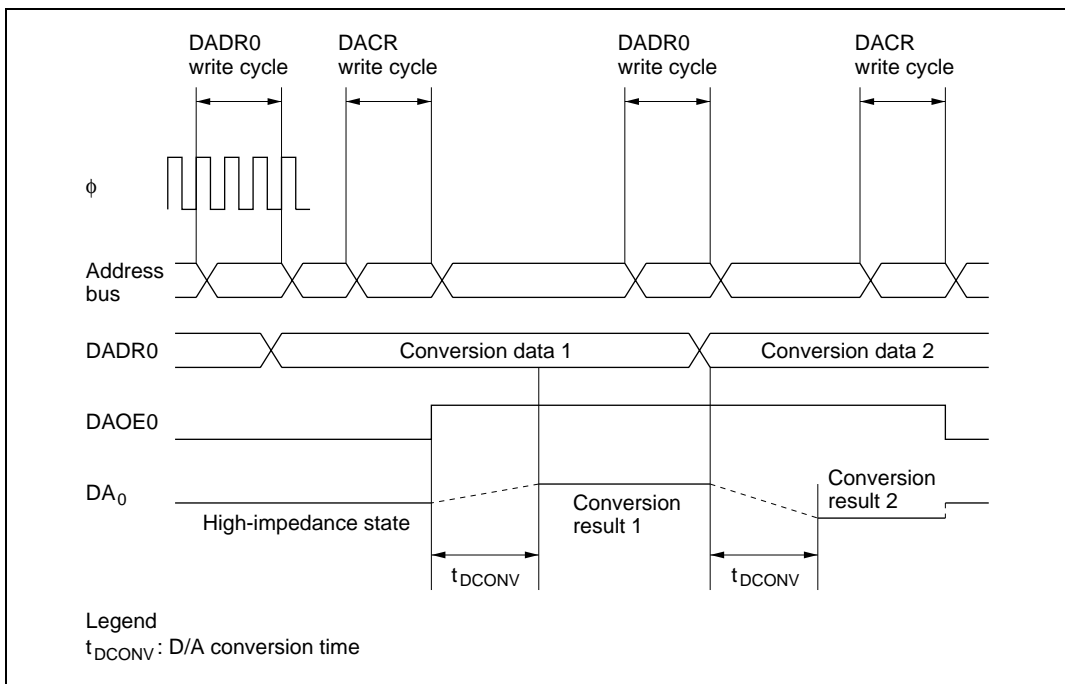 DADR0
write cycle
DACR
write cycle
DADR0
write cycle
DACR
write cycle
ϕ
Address
bus
DADR0
Conversion data 1
Conversion data 2
DAOE0
DA0
High-impedance state
Conversion
result 1
Conversion
result 2
tDCONV
tDCONV
Legend
tDCONV : D/A conversion time